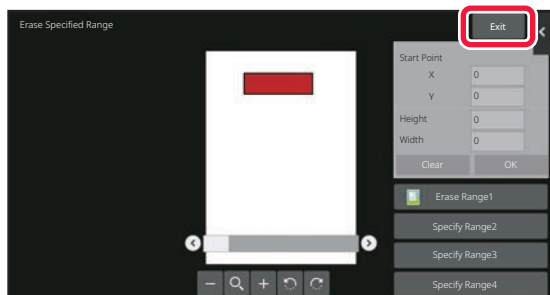 Erase Specified Range
Exit
Start Point
X 0
Y 0
Height 0
Width 0
Clear OK
Erase Range1
Specify Range2
Specify Range3
Specify Range4